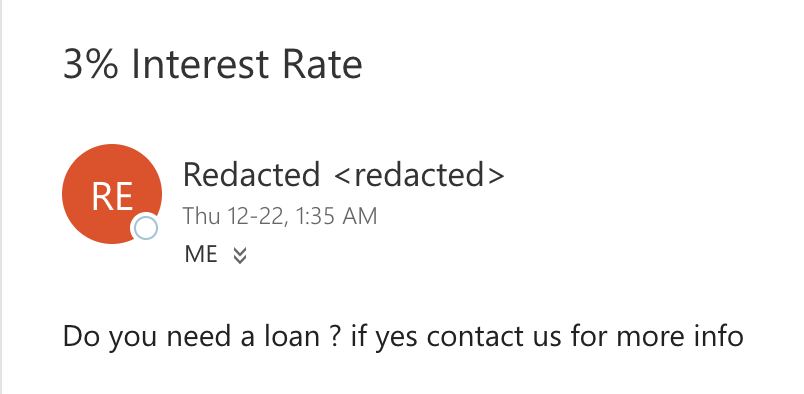 3% Interest Rate
RE
Redacted <redacted>
Thu 12-22, 1:35 AM
ME
Do you need a loan ? if yes contact us for more info